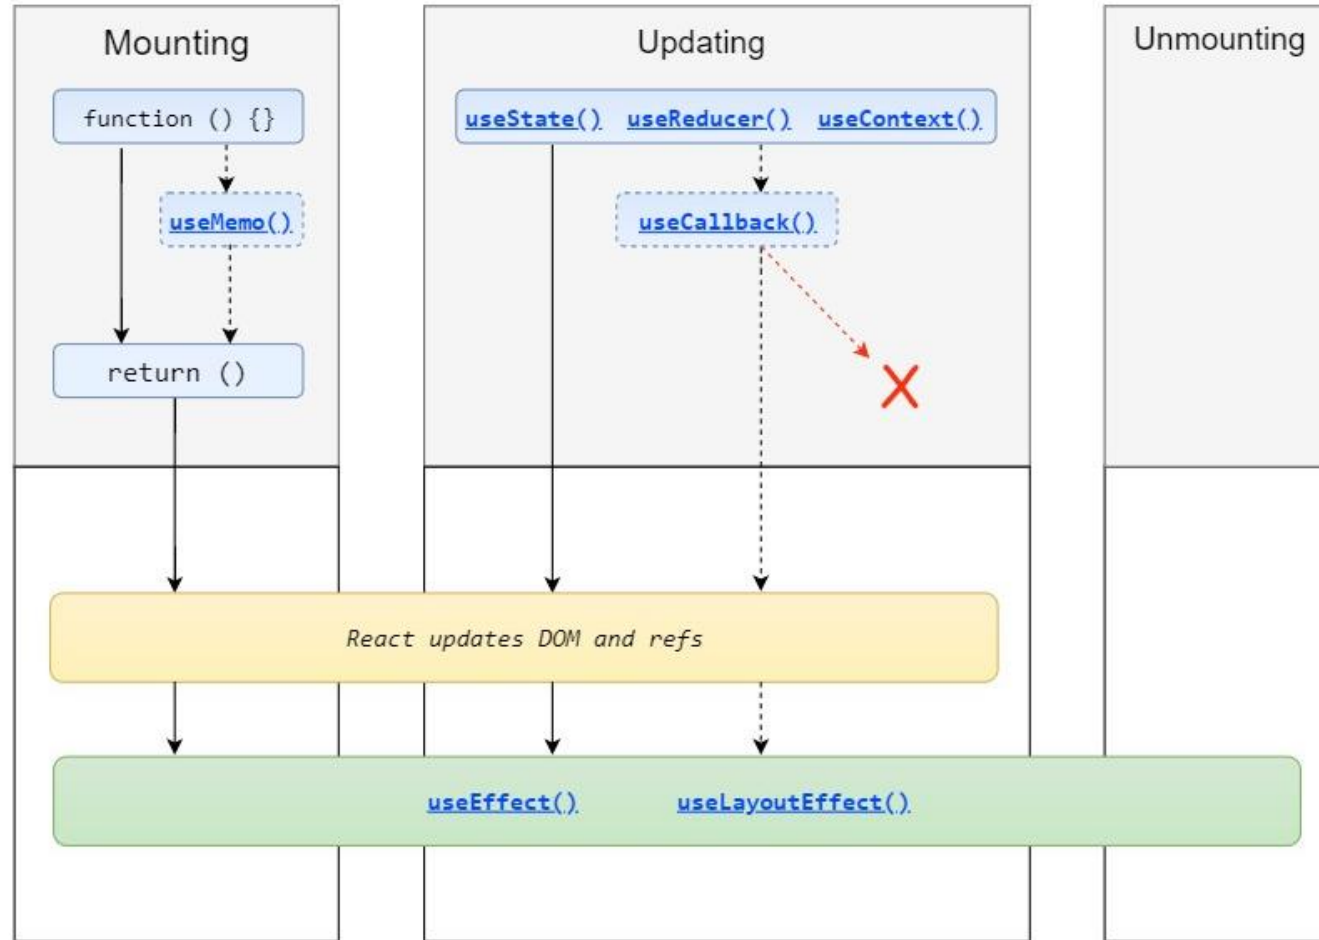 Mounting
Updating
Unmounting
function () {}
useState() useReducer() useContext()
useMemo()
useCallback()
return ()
React updates DOM and refs
useEffect() useLayoutEffect()